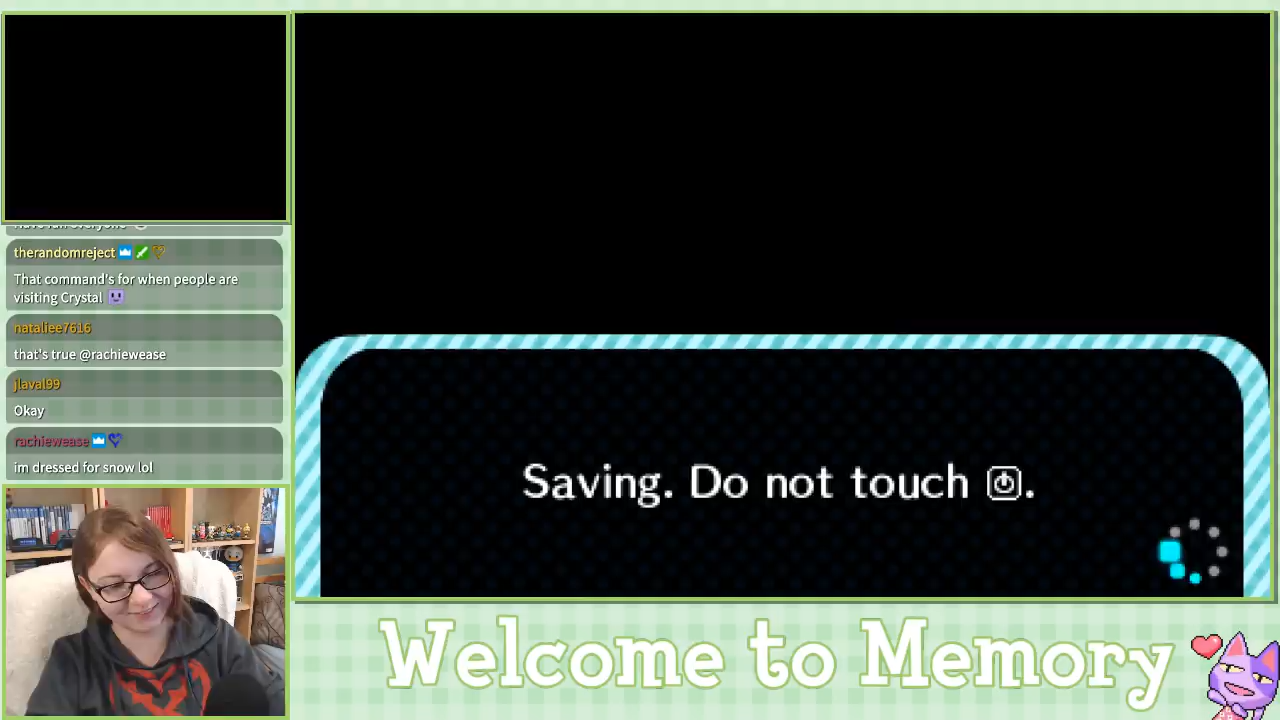 therandomreject
That command's for when people are
visiting Crystal
nataliee7616
that's true @rachiewease
jlaval99
Okay
rachiewease
im dressed for snow lol
Saving. Do not touch .
Welcome to Memory